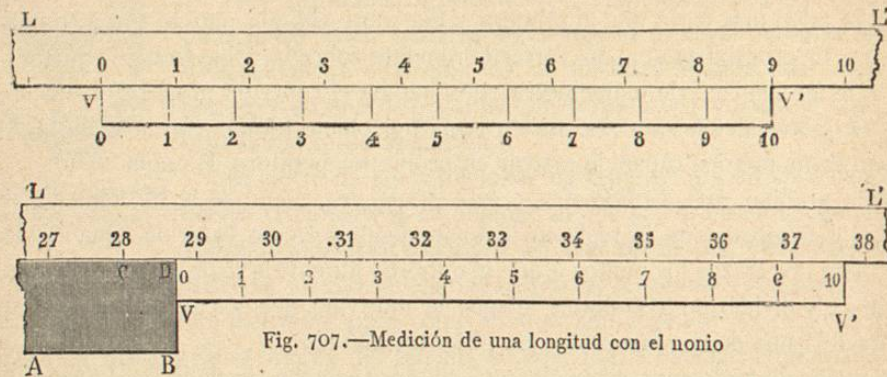 L L'
0 1 2 3 4 5 6 7 8 9 10
V V'
0 1 2 3 4 5 6 7 8 9 10
L L'
27 28 29 30 .31 32 33 34 35 36 37 38
C D 0 1 2 3 4 5 6 7 8 9 10
V V'
Fig. 707.—Medición de una longitud con el nonio
A B